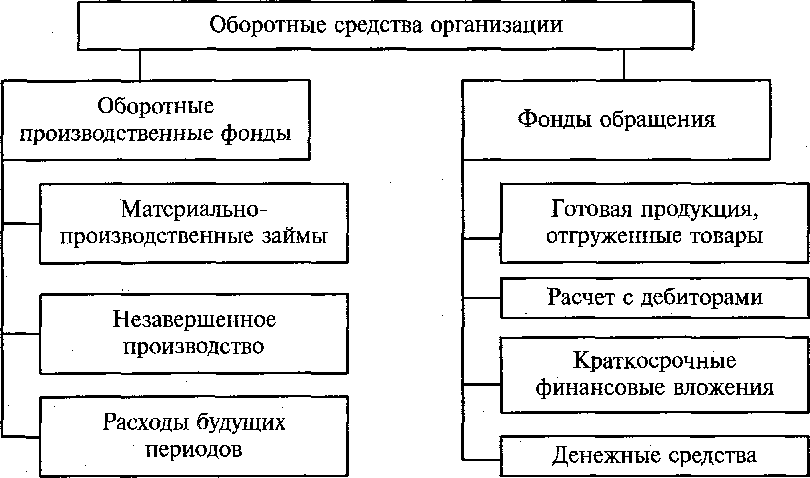 Оборотные средства организации
Оборотные
производственные фонды
Материально-
производственные займы
Незавершенное
производство
Расходы будущих
периодов
Фонды обращения
Готовая продукция,
отгруженные товары
Расчет с дебиторами
Краткосрочные
финансовые вложения
Денежные средства